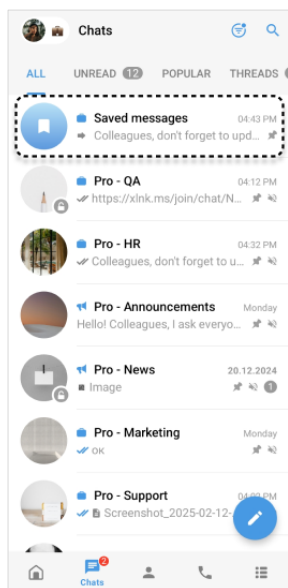 Chats
ALL UNREAD 12 POPULAR THREADS
Saved messages 04:43 PM
Colleagues, don't forget to upd...
Pro - QA 04:12 PM
https://xlnk.ms/join/chat/N...
Pro - HR 04:32 PM
Colleagues, don't forget to u...
Pro - Announcements Monday
Hello! Colleagues, I ask everyo...
Pro - News 20.12.2024
Image 1
Pro - Marketing Monday
OK
Pro - Support
Screenshot_2025-02-12-
2
Chats